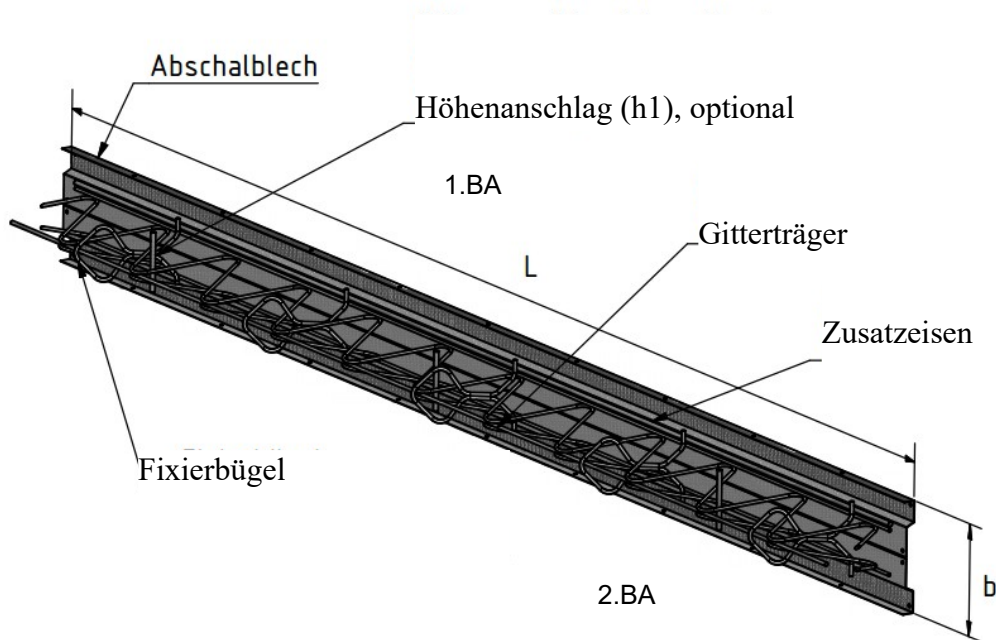 Abschalblech
Höhenanschlag (h1), optional
1.BA
Gitterträger
L
Zusatzeisen
Fixierbügel
b
2.BA